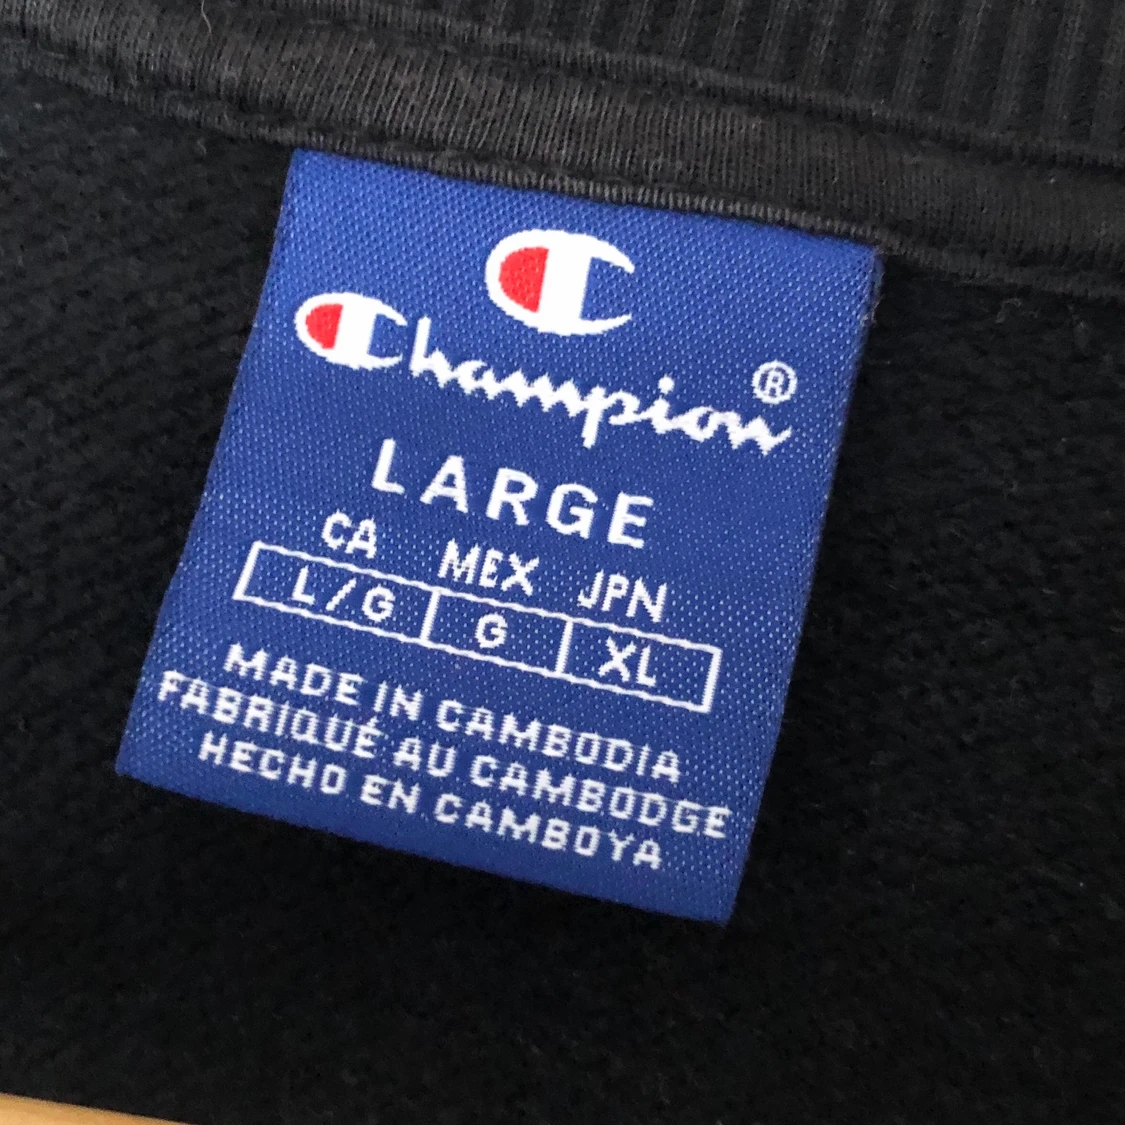 Champion®
LARGE
CA MEX JPN
L/G G XL
MADE IN CAMBODIA
FABRIQUÉ AU CAMBODGE
HECHO EN CAMBOYA